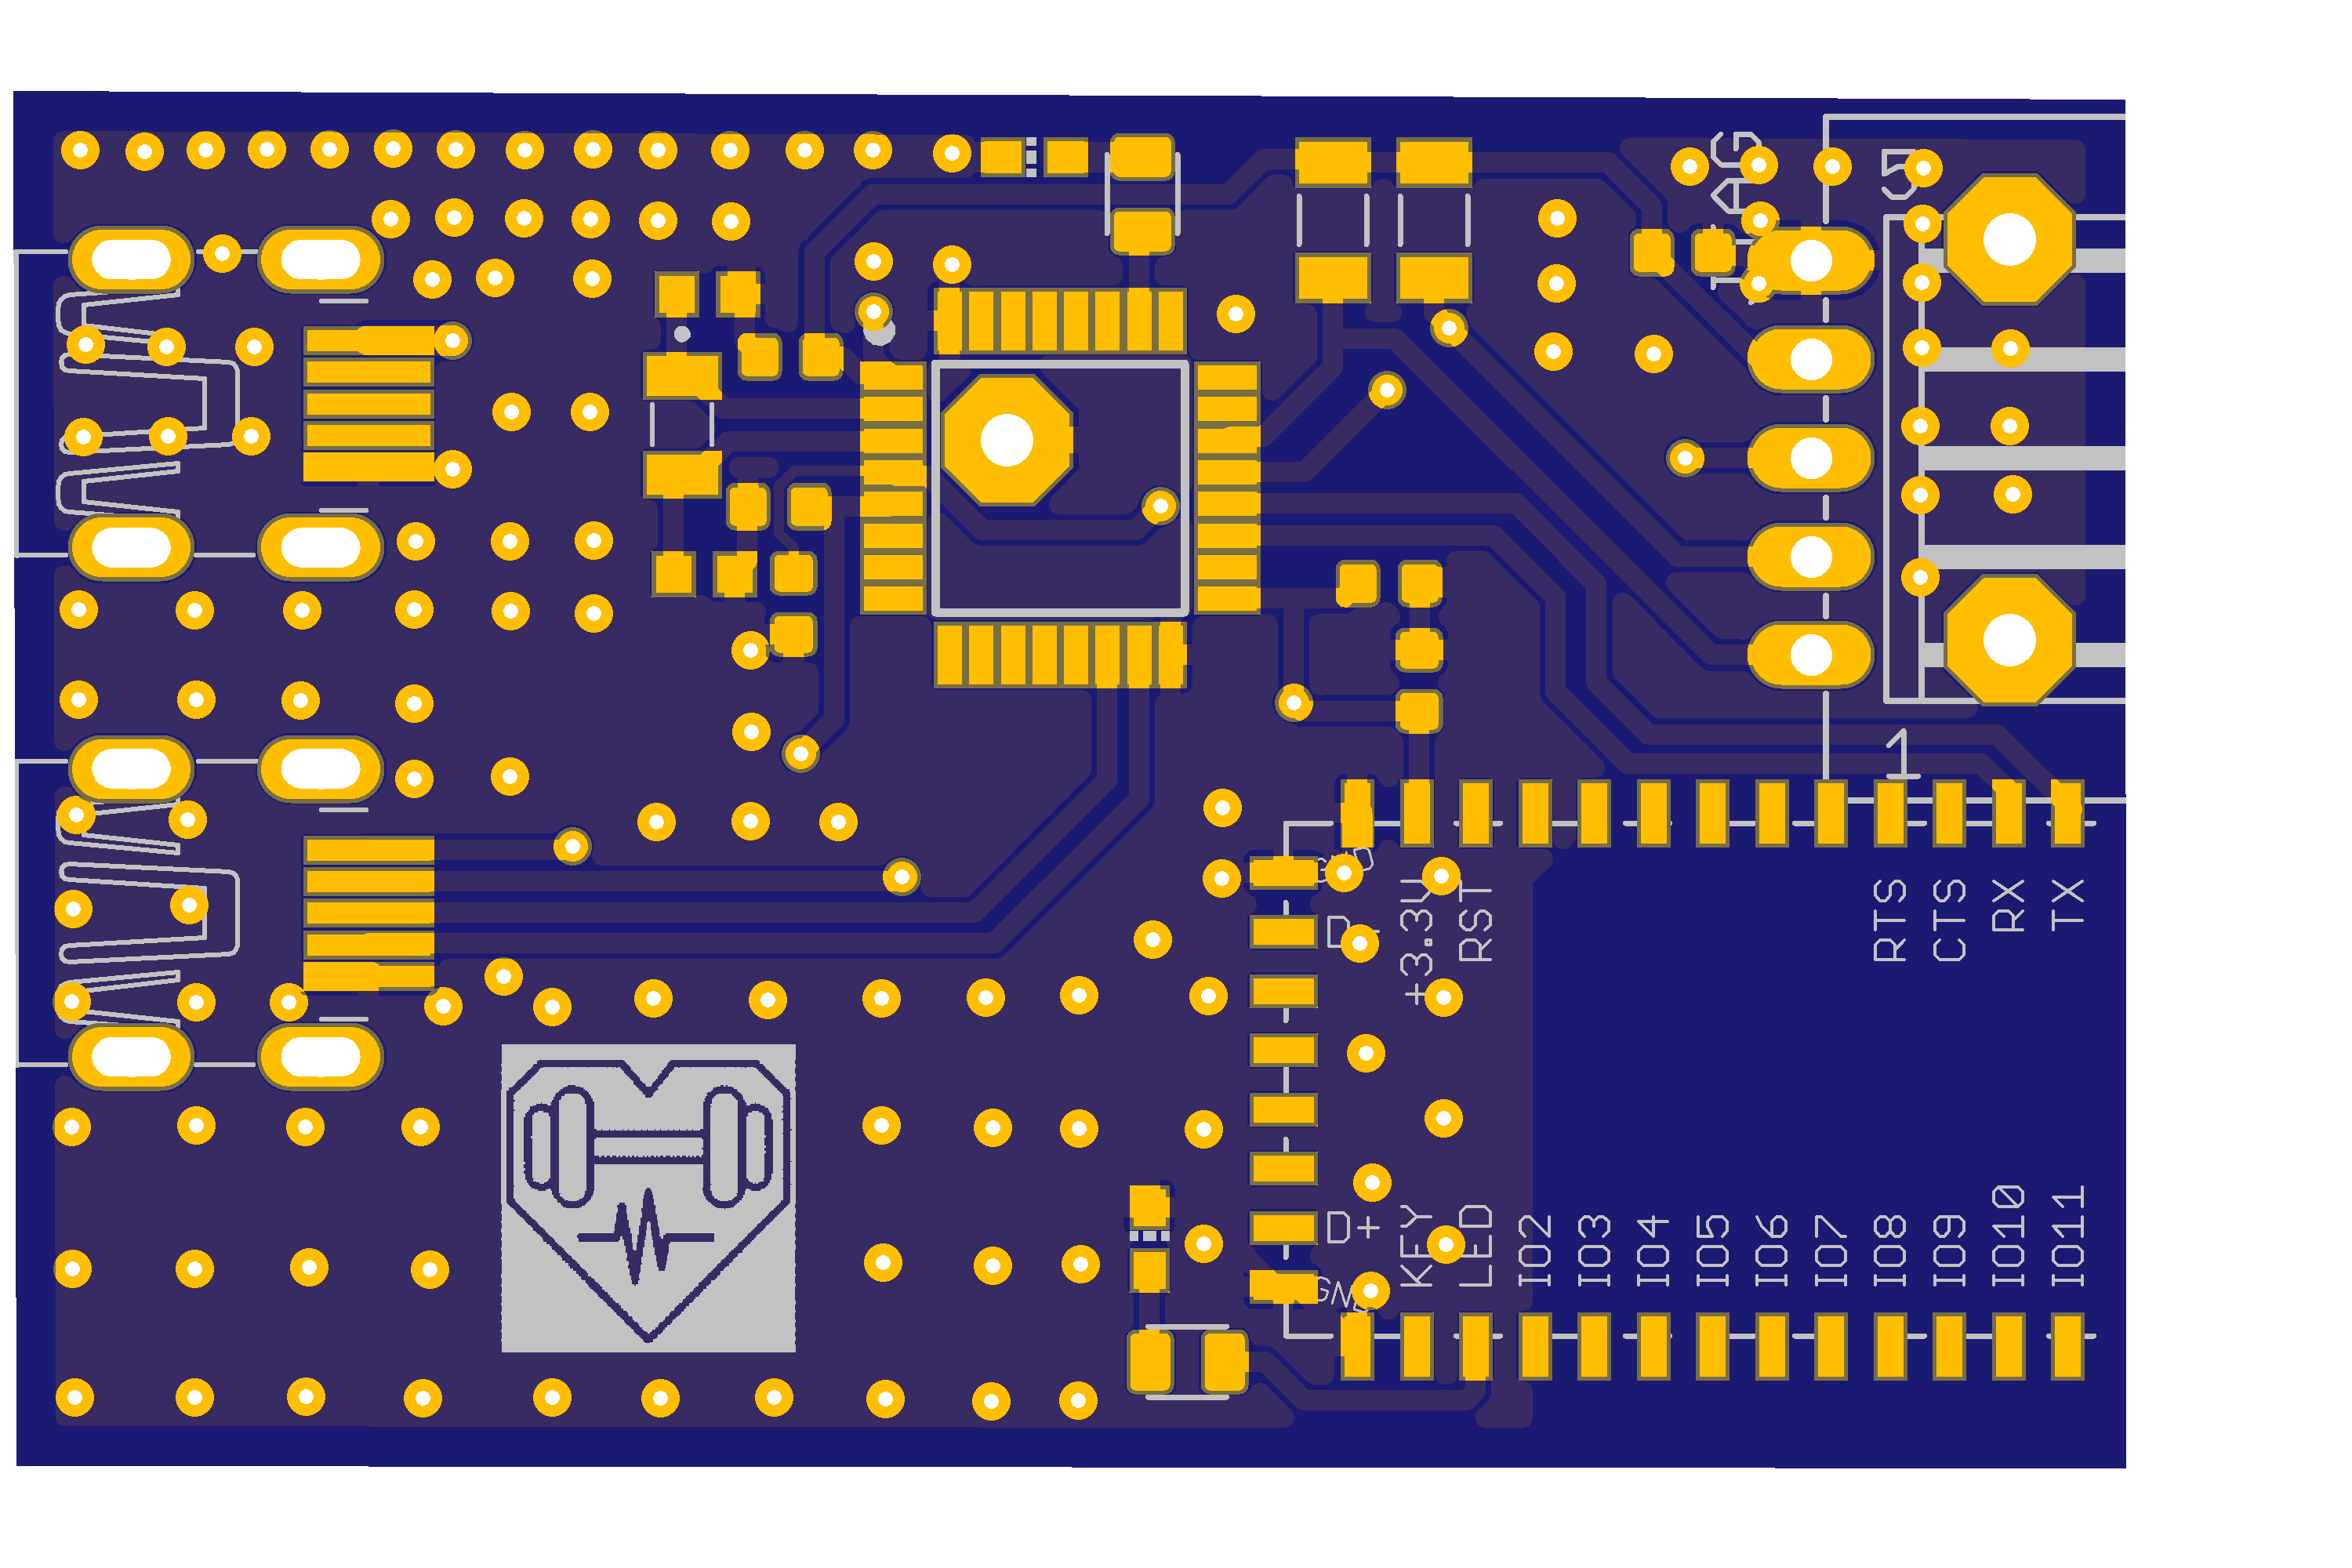 JTAG
C5
1
GND
D-
+3.3V
RST
RTS
CTS
RX
TX
D+
GND
KEY
LED
IO2
IO3
IO4
IO5
IO6
IO7
IO8
IO9
IO10
IO11